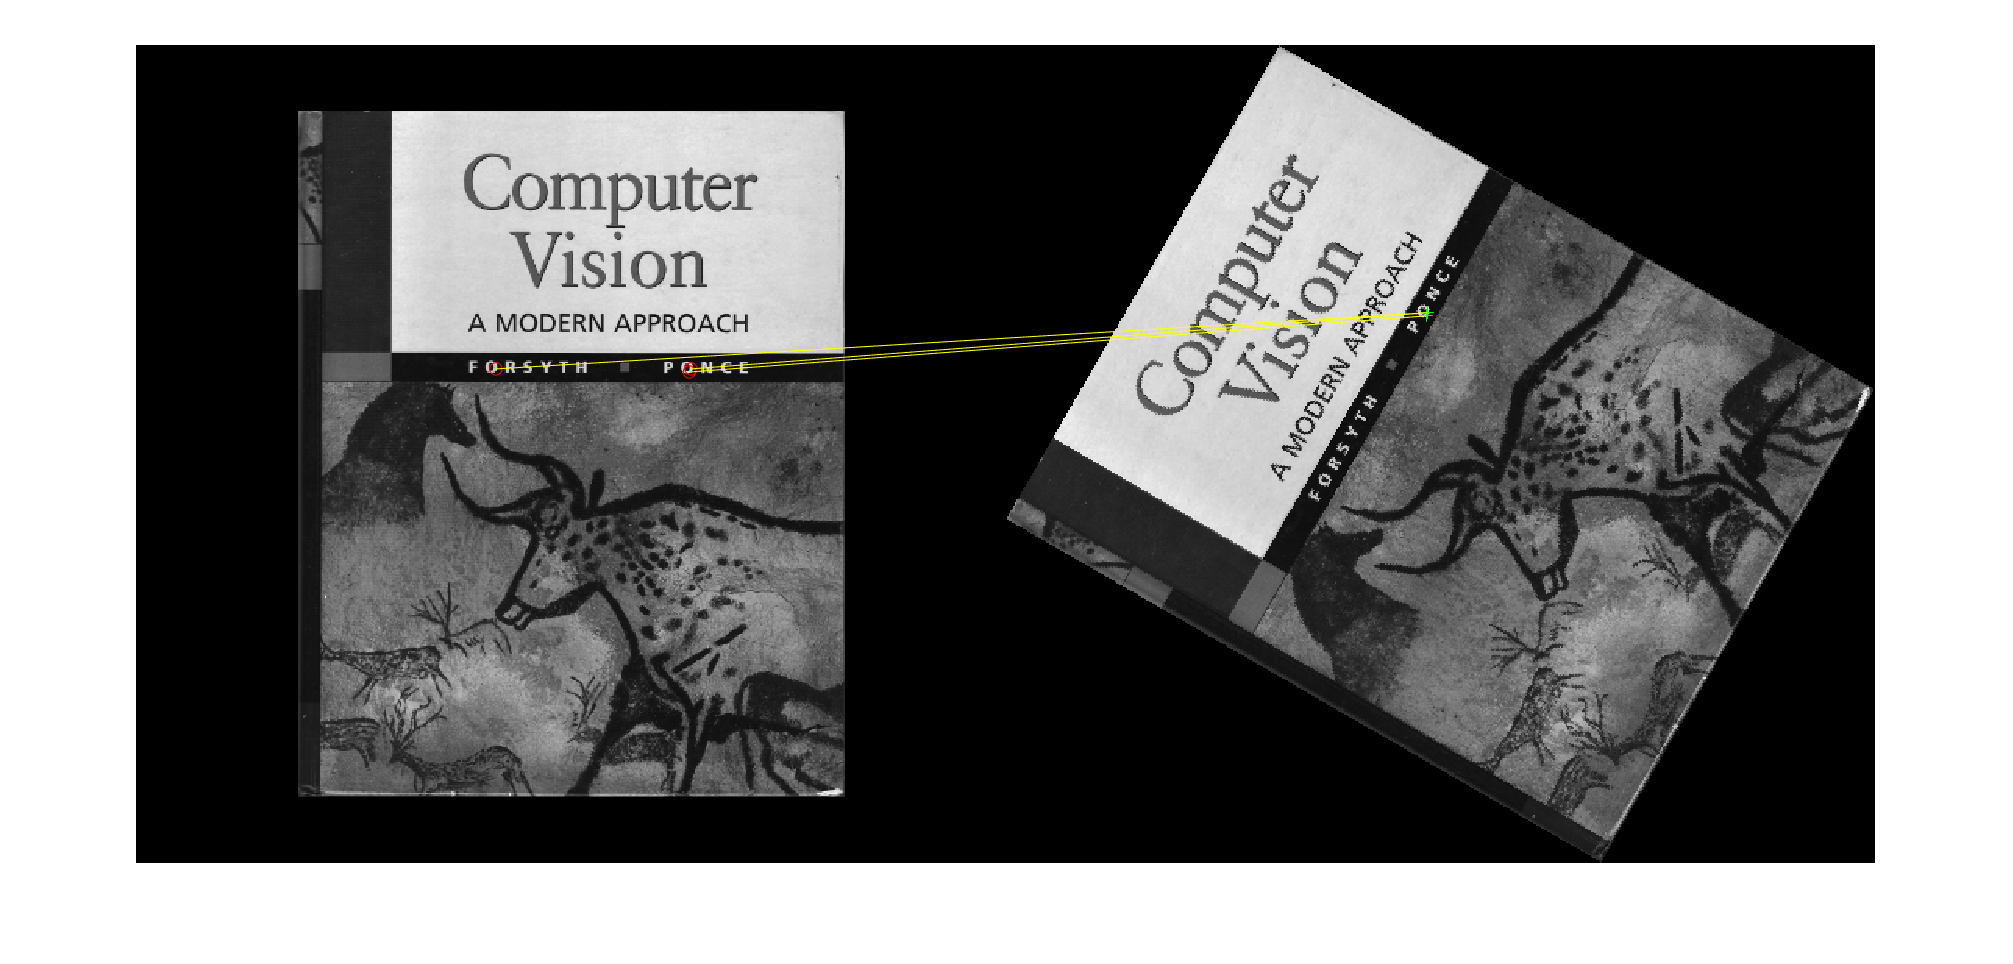 Computer
Vision
A MODERN APPROACH
FORSYTH ■ PONCE
Computer
Vision
A MODERN APPROACH
FORSYTH ■ PONCE